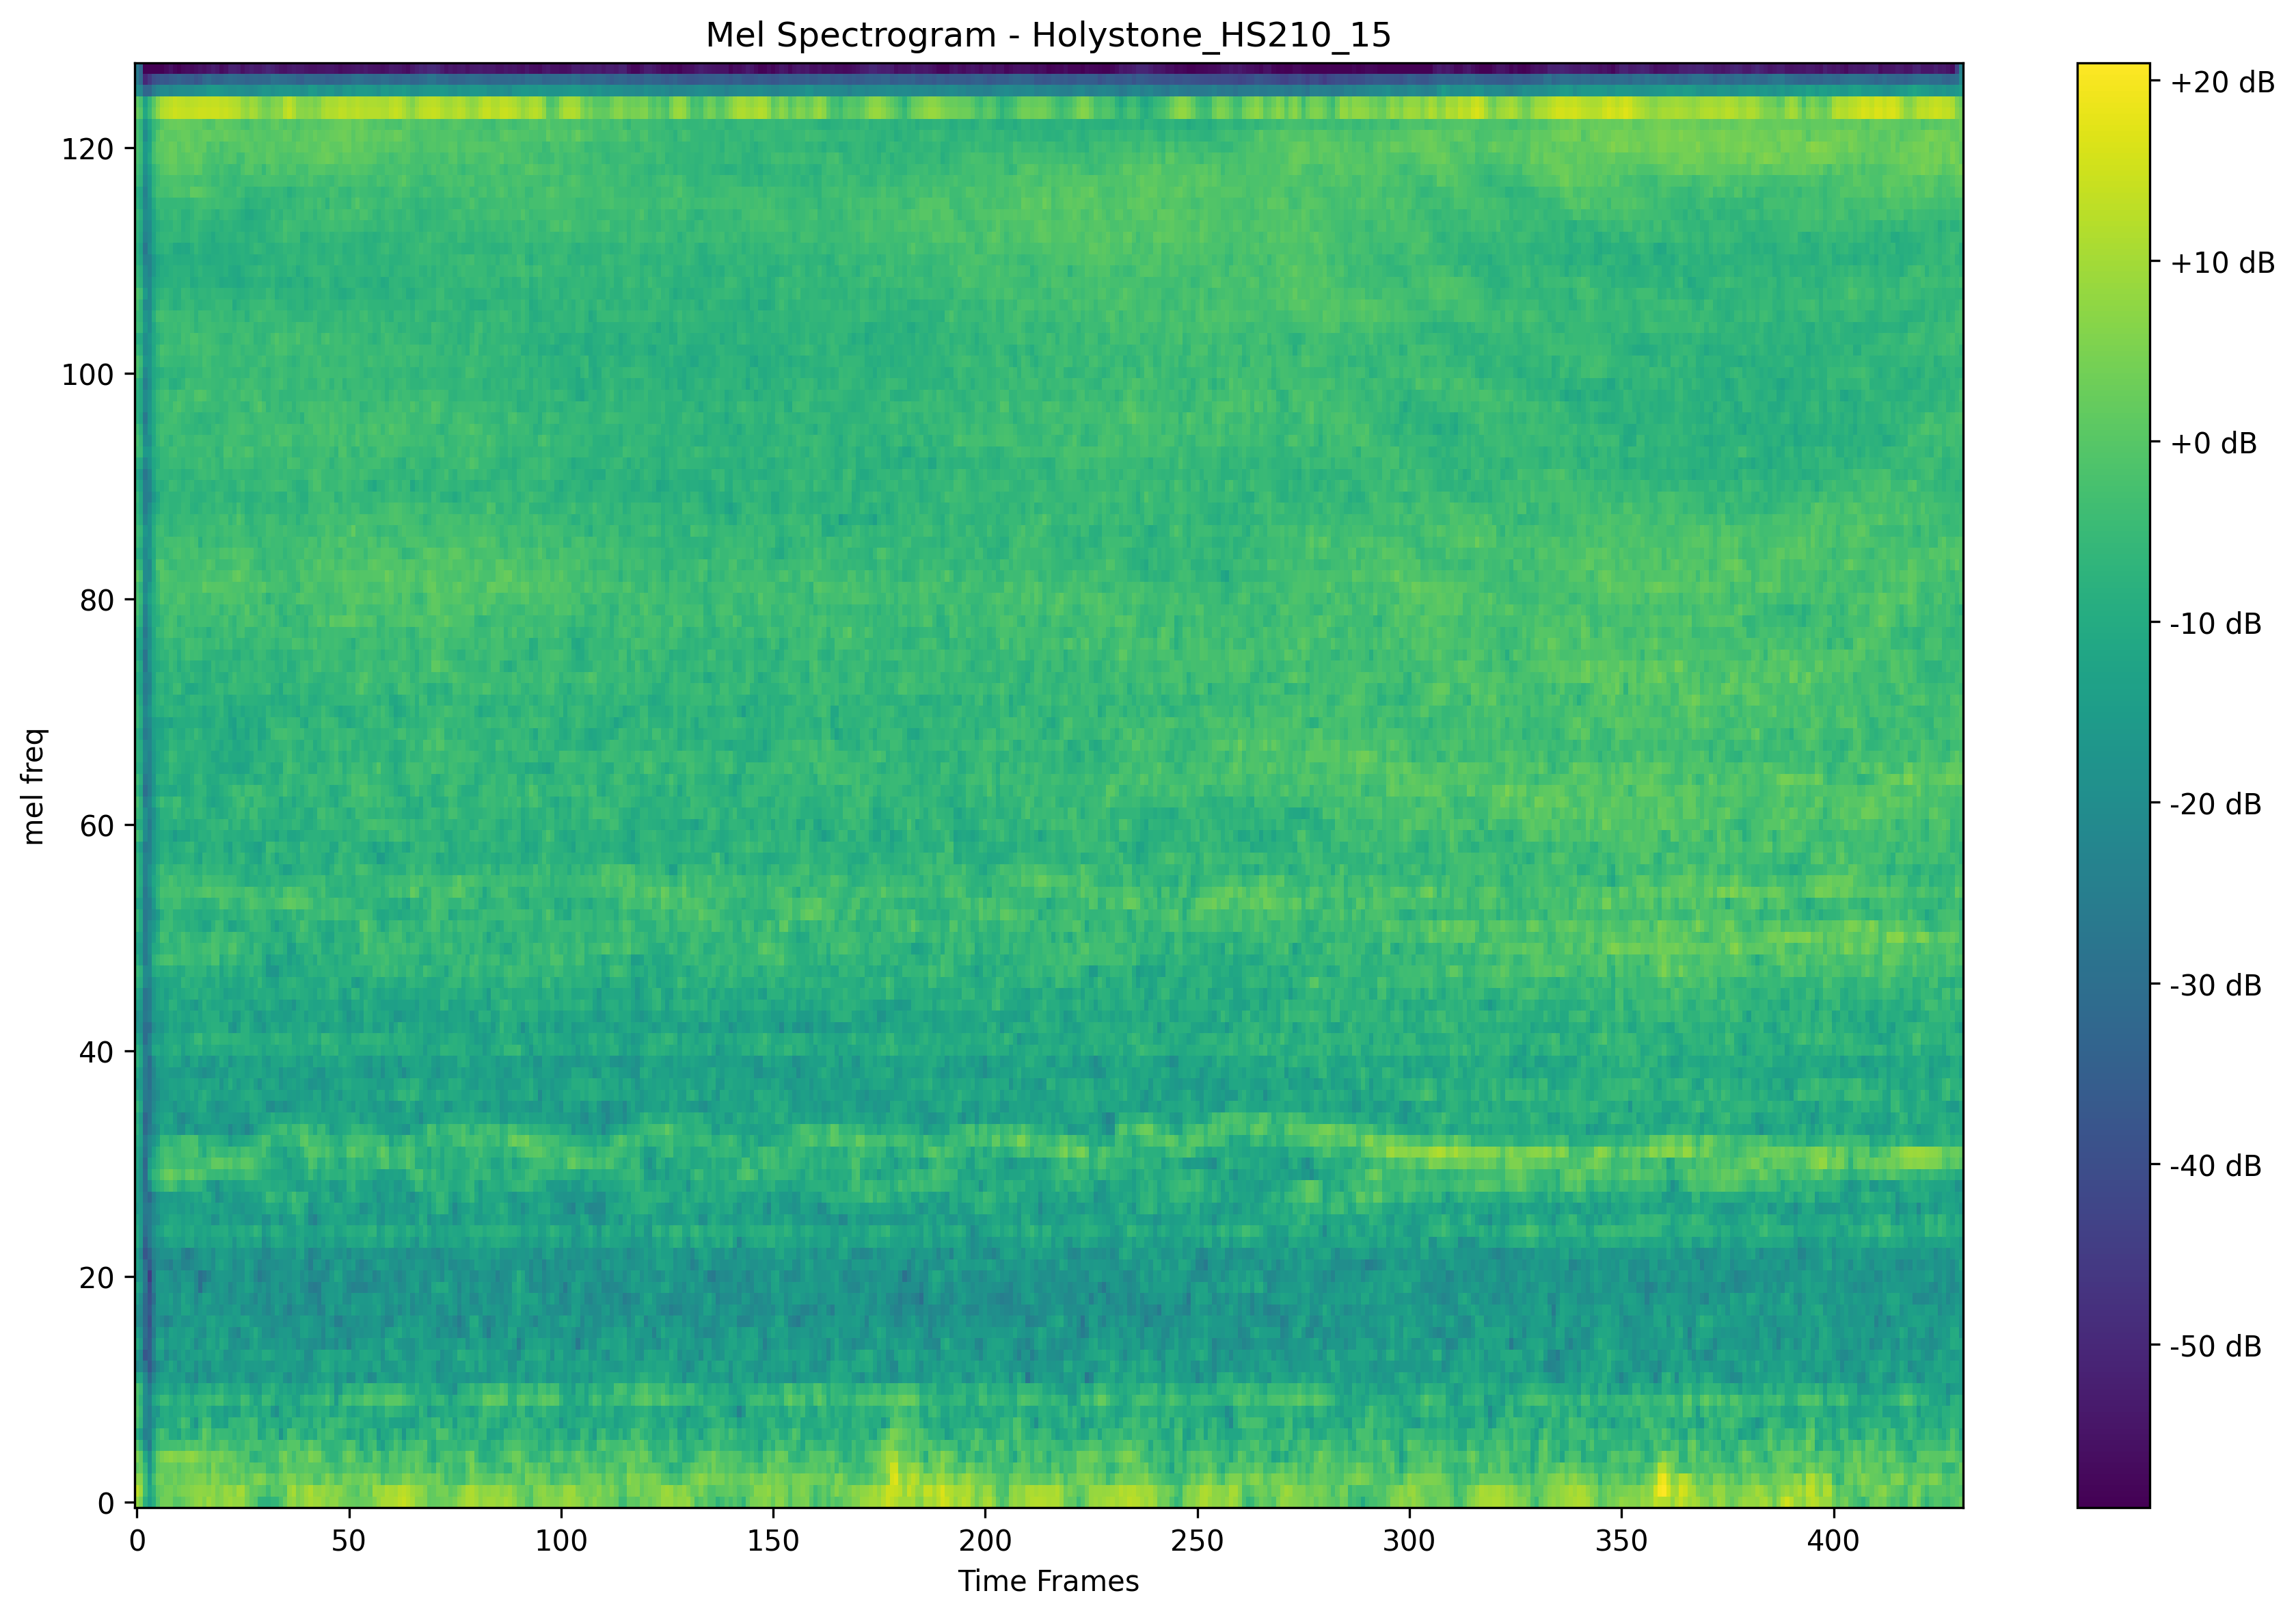 Mel Spectrogram - Holystone_HS210_15
mel freq
120
100
80
60
40
20
0
0 50 100 150 200 250 300 350 400
Time Frames
+20 dB
+10 dB
+0 dB
-10 dB
-20 dB
-30 dB
-40 dB
-50 dB